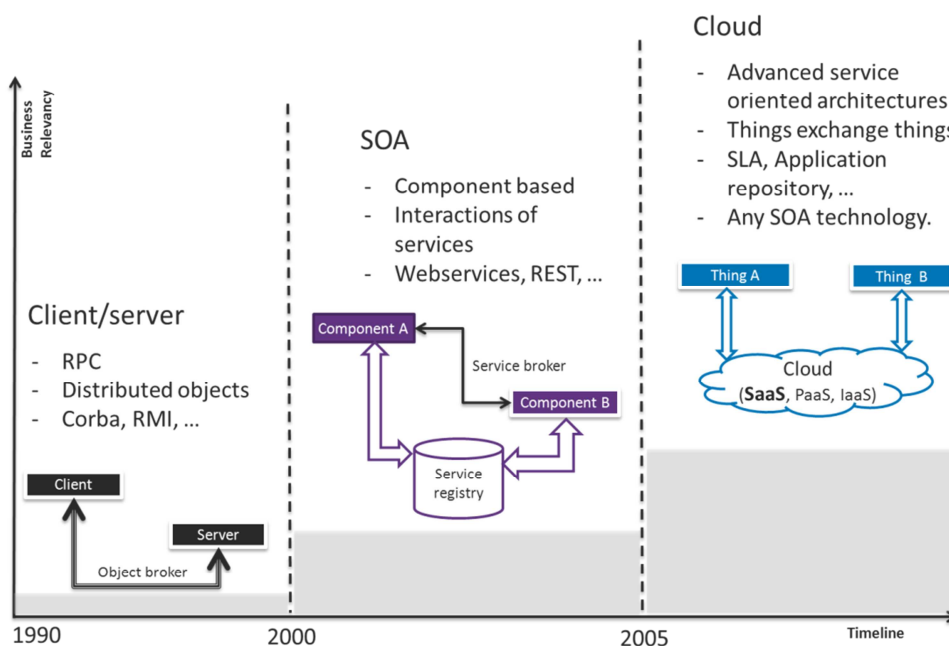 Business
Relevancy
Client/server
- RPC
- Distributed objects
- Corba, RMI, ...
Client
Server
Object broker
SOA
- Component based
- Interactions of
services
- Webservices, REST, ...
Component A
Service broker
Component B
Service
registry
Cloud
- Advanced service
oriented architectures
- Things exchange things
- SLA, Application
repository, ...
- Any SOA technology.
Thing A
Thing B
Cloud
(SaaS, PaaS, IaaS)
1990
2000
2005
Timeline